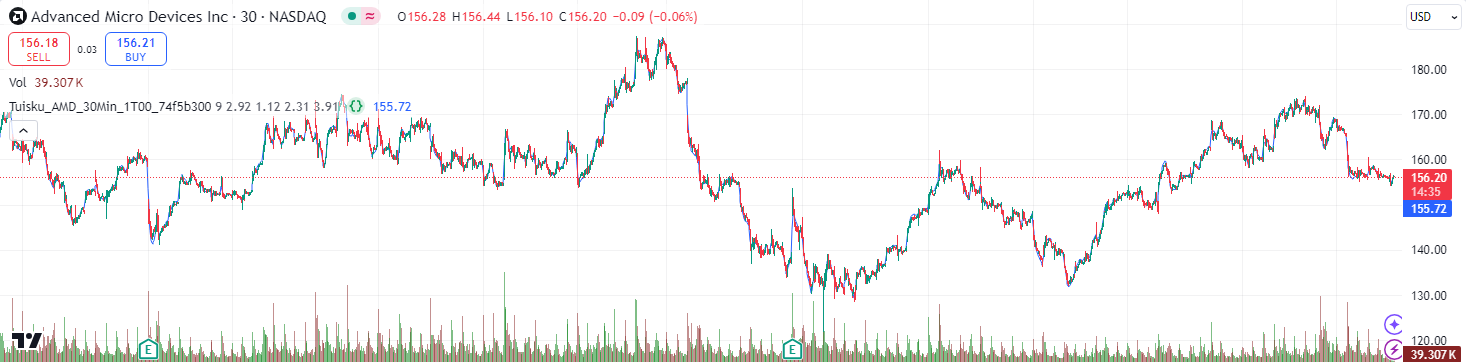 Advanced Micro Devices Inc · 30 · NASDAQ O156.28 H156.44 L156.10 C156.20 −0.09 (−0.06%)
USD
156.18 SELL
0.03
156.21 BUY
Vol 39.307 K
Tuisku_AMD_30Min_1T00_74f5b300 9 2.92 1.12 2.31 3.91 155.72
180.00
170.00
160.00
156.20
14:35
155.72
140.00
130.00
120.00
39.307 K
E
E